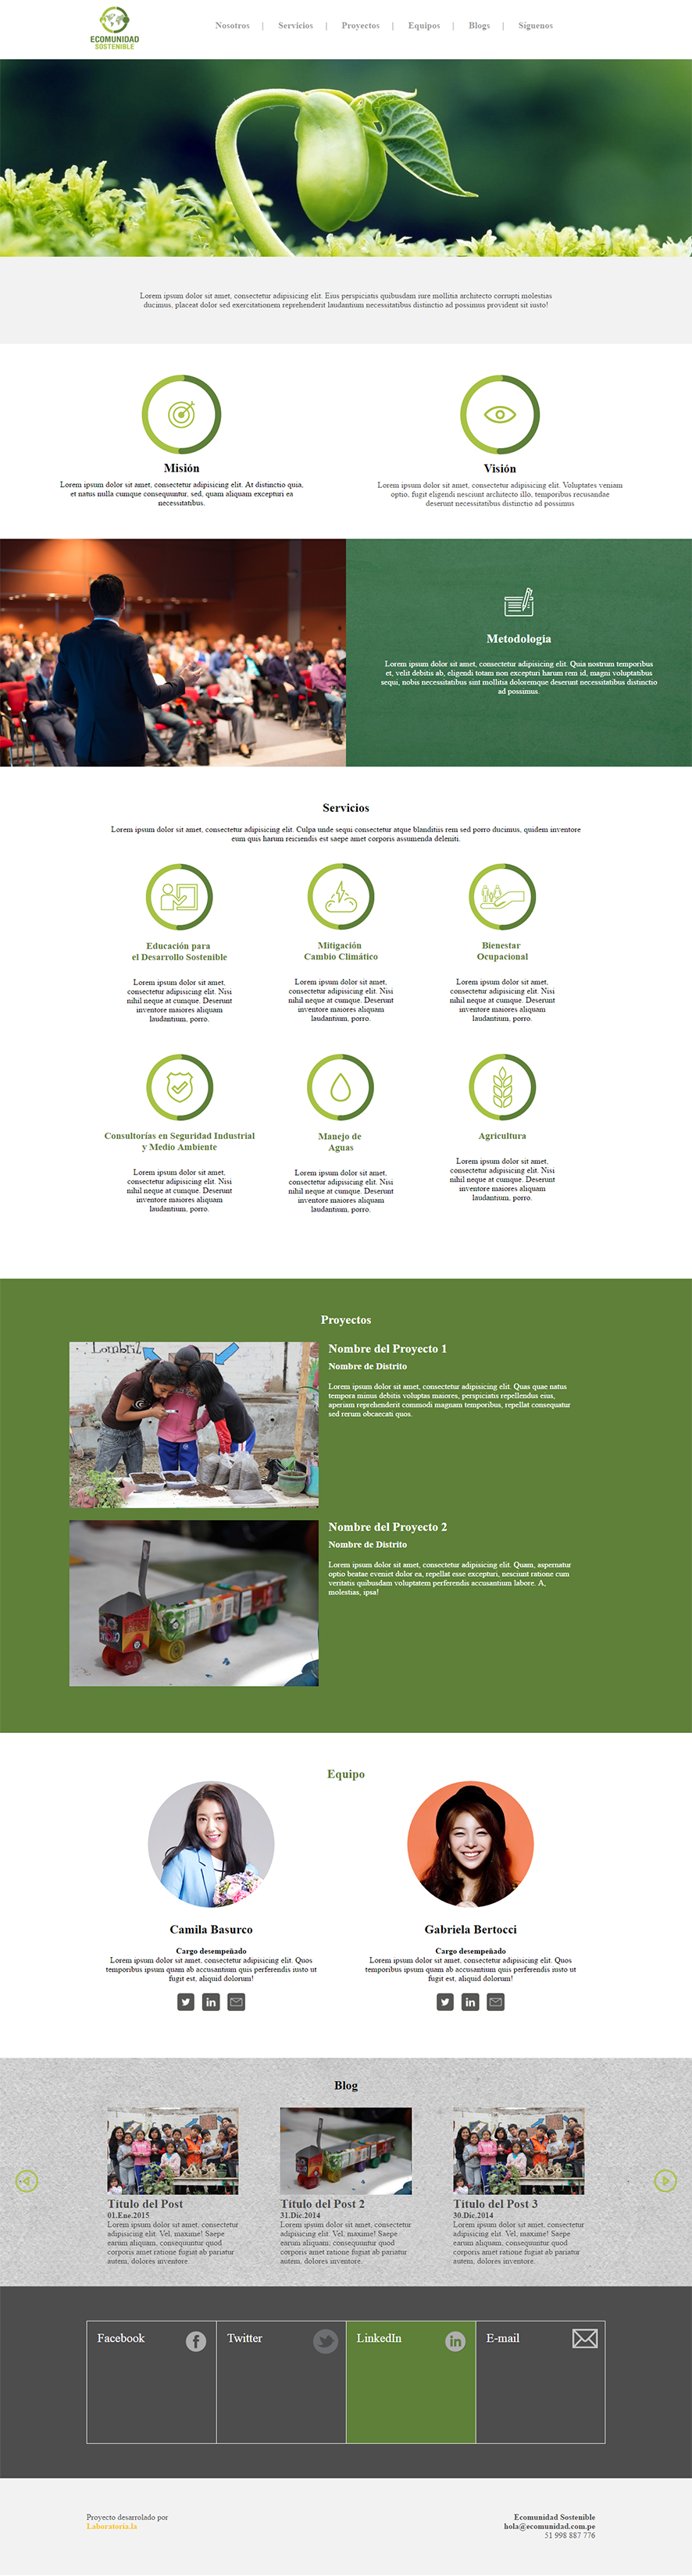 ECOMUNIDAD
SOSTENIBLE
Nosotros | Servicios | Proyectos | Equipos | Blogs | Síguenos
Lorem ipsum dolor sit amet, consectetur adipisicing elit. Eius perspiciatis quibusdam iure mollitia architecto corrupti molestias
ducimus, placeat dolor sed exercitationem reprehenderit laudantium necessitatibus distinctio ad possimus provident sit iusto!
Misión
Lorem ipsum dolor sit amet, consectetur adipisicing elit. At distinctio quia,
et natus nulla cumque consequuntur, sed, quam aliquam excepturi ea
necessitatibus.
Visión
Lorem ipsum dolor sit amet, consectetur adipisicing elit. Voluptates veniam
optio, fugit eligendi nesciunt architecto illo, temporibus recusandae
deserunt necessitatibus distinctio ad possimus
Metodología
Lorem ipsum dolor sit amet, consectetur adipisicing elit. Quia nostrum temporibus
et, velit debitis ab, eligendi totam non excepturi harum rem id, magni voluptatibus
sequi, nobis necessitatibus sint mollitia doloremque deserunt necessitatibus distinctio
ad possimus.
Servicios
Lorem ipsum dolor sit amet, consectetur adipisicing elit. Culpa unde sequi consectetur atque blanditiis rem sed porro ducimus, quidem inventore
eum quis harum reiciendis est saepe amet corporis assumenda deleniti.
Educación para
el Desarrollo Sostenible
Lorem ipsum dolor sit amet,
consectetur adipisicing elit. Nisi
nihil neque at cumque. Deserunt
inventore maiores aliquam
laudantium, porro.
Mitigación
Cambio Climático
Lorem ipsum dolor sit amet,
consectetur adipisicing elit. Nisi
nihil neque at cumque. Deserunt
inventore maiores aliquam
laudantium, porro.
Bienestar
Ocupacional
Lorem ipsum dolor sit amet,
consectetur adipisicing elit. Nisi
nihil neque at cumque. Deserunt
inventore maiores aliquam
laudantium, porro.
Consultorías en Seguridad Industrial
y Medio Ambiente
Lorem ipsum dolor sit amet,
consectetur adipisicing elit. Nisi
nihil neque at cumque. Deserunt
inventore maiores aliquam
laudantium, porro.
Manejo de
Aguas
Lorem ipsum dolor sit amet,
consectetur adipisicing elit. Nisi
nihil neque at cumque. Deserunt
inventore maiores aliquam
laudantium, porro.
Agricultura
Lorem ipsum dolor sit amet,
consectetur adipisicing elit. Nisi
nihil neque at cumque. Deserunt
inventore maiores aliquam
laudantium, porro.
Proyectos
Lombriz
Nombre del Proyecto 1
Nombre de Distrito
Lorem ipsum dolor sit amet, consectetur adipisicing elit. Quas quae natus
tempora minus debitis voluptas maiores, perspiciatis repellendus eius,
aperiam reprehenderit commodi magnam temporibus, repellat consequatur
sed rerum obcaecati quos.
Nombre del Proyecto 2
Nombre de Distrito
Lorem ipsum dolor sit amet, consectetur adipisicing elit. Quam, aspernatur
optio beatae eveniet dolor ea, repellat esse excepturi, nesciunt ratione cum
veritatis quibusdam voluptatem perferendis accusantium labore. A,
molestias, ipsa!
Equipo
Camila Basurco
Cargo desempeñado
Lorem ipsum dolor sit amet, consectetur adipisicing elit. Quos
temporibus ipsum quam ab accusantium quis perferendis iusto ut
fugit est, aliquid dolorum!
Gabriela Bertocci
Cargo desempeñado
Lorem ipsum dolor sit amet, consectetur adipisicing elit. Quos
temporibus ipsum quam ab accusantium quis perferendis iusto ut
fugit est, aliquid dolorum!
Blog
Título del Post
01.Ene.2015
Lorem ipsum dolor sit amet, consectetur
adipisicing elit. Vel, maxime! Saepe
earum aliquam, consequuntur quod
corporis amet ratione fugiat ab pariatur
autem, dolores inventore.
Título del Post 2
31.Dic.2014
Lorem ipsum dolor sit amet, consectetur
adipisicing elit. Vel, maxime! Saepe
earum aliquam, consequuntur quod
corporis amet ratione fugiat ab pariatur
autem, dolores inventore.
Título del Post 3
30.Dic.2014
Lorem ipsum dolor sit amet, consectetur
adipisicing elit. Vel, maxime! Saepe
earum aliquam, consequuntur quod
corporis amet ratione fugiat ab pariatur
autem, dolores inventore.
Facebook
Twitter
LinkedIn
E-mail
Proyecto desarrolado por
Laboratoria.la
Ecomunidad Sostenible
hola@ecomunidad.com.pe
51 998 887 776